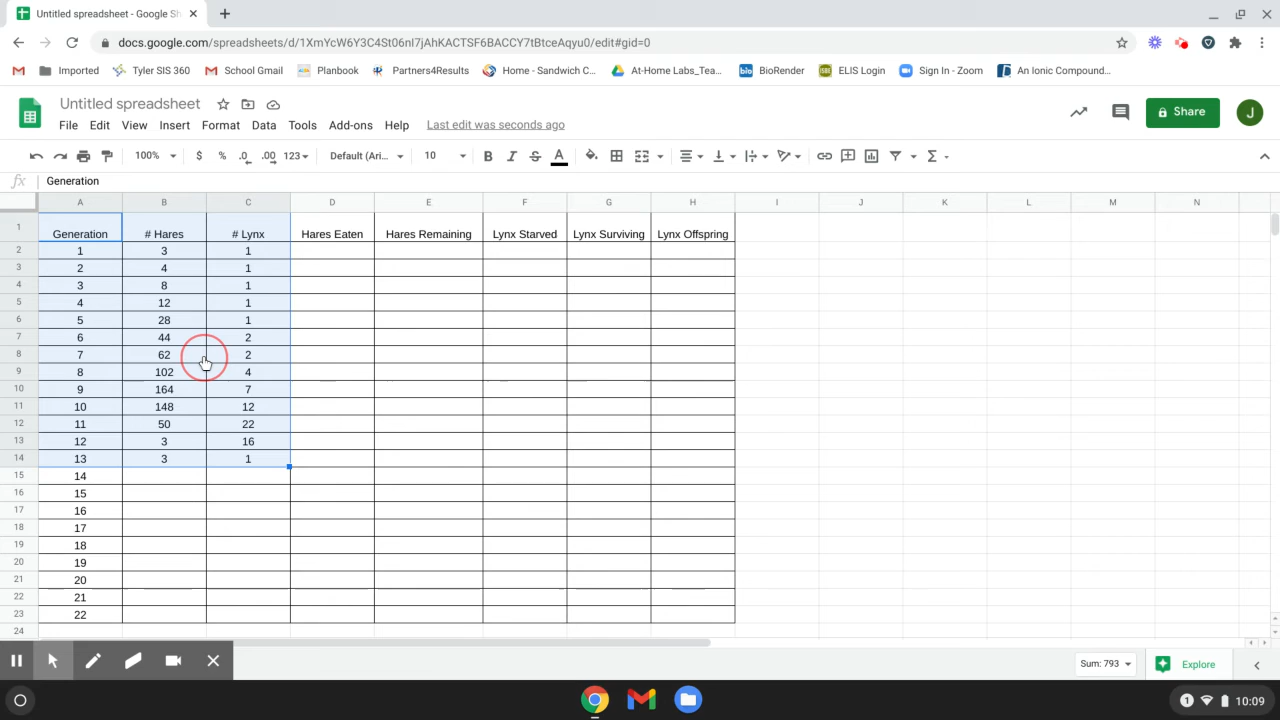 Untitled spreadsheet - Google Sh
docs.google.com/spreadsheets/d/1XmYcW6Y3C4St06nI7jAhKACTSF6BACCY7tBtceAqyu0/edit#gid=0
Imported Tyler SIS 360 School Gmail Planbook Partners4Results Home - Sandwich C... At-Home Labs_Tea... BioRender ELIS Login Sign In - Zoom An Ionic Compound...
Untitled spreadsheet
Share
J
File Edit View Insert Format Data Tools Add-ons Help Last edit was seconds ago
100% $ % .0 .00 123 Default (Ari... 10 B I S A Σ
fx Generation
A B C D E F G H I J K L M N
1 Generation # Hares # Lynx Hares Eaten Hares Remaining Lynx Starved Lynx Surviving Lynx Offspring
2 1 3 1
3 2 4 1
4 3 8 1
5 4 12 1
6 5 28 1
7 6 44 2
8 7 62 2
9 8 102 4
10 9 164 7
11 10 148 12
12 11 50 22
13 12 3 16
14 13 3 1
15 14
16 15
17 16
18 17
19 18
20 19
21 20
22 21
23 22
24
Sum: 793 Explore
1 10:09